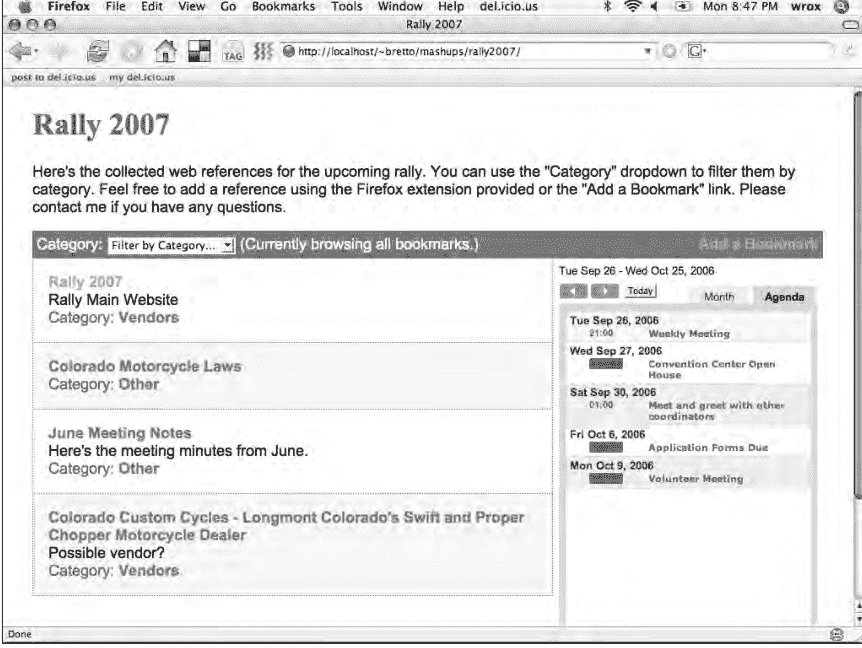 Firefox File Edit View Go Bookmarks Tools Window Help del.icio.us Mon 8:47 PM wrox
Rally 2007
TAG http://localhost/~bretto/mashups/rally2007/ G
post to del.icio.us my del.icio.us
Rally 2007
Here's the collected web references for the upcoming rally. You can use the "Category" dropdown to filter them by
category. Feel free to add a reference using the Firefox extension provided or the "Add a Bookmark" link. Please
contact me if you have any questions.
Category: Filter by Category... (Currently browsing all bookmarks.) Add a Bookmark
Rally 2007
Rally Main Website
Category: Vendors
Colorado Motorcycle Laws
Category: Other
June Meeting Notes
Here's the meeting minutes from June.
Category: Other
Colorado Custom Cycles - Longmont Colorado's Swift and Proper
Chopper Motorcycle Dealer
Possible vendor?
Category: Vendors
Tue Sep 26 - Wed Oct 25, 2006
Today Month Agenda
Tue Sep 26, 2006
21:00 Weekly Meeting
Wed Sep 27, 2006
Convention Center Open
House
Sat Sep 30, 2006
01:00 Meet and greet with other
coordinators
Fri Oct 6, 2006
Application Forms Due
Mon Oct 9, 2006
Volunteer Meeting
Done